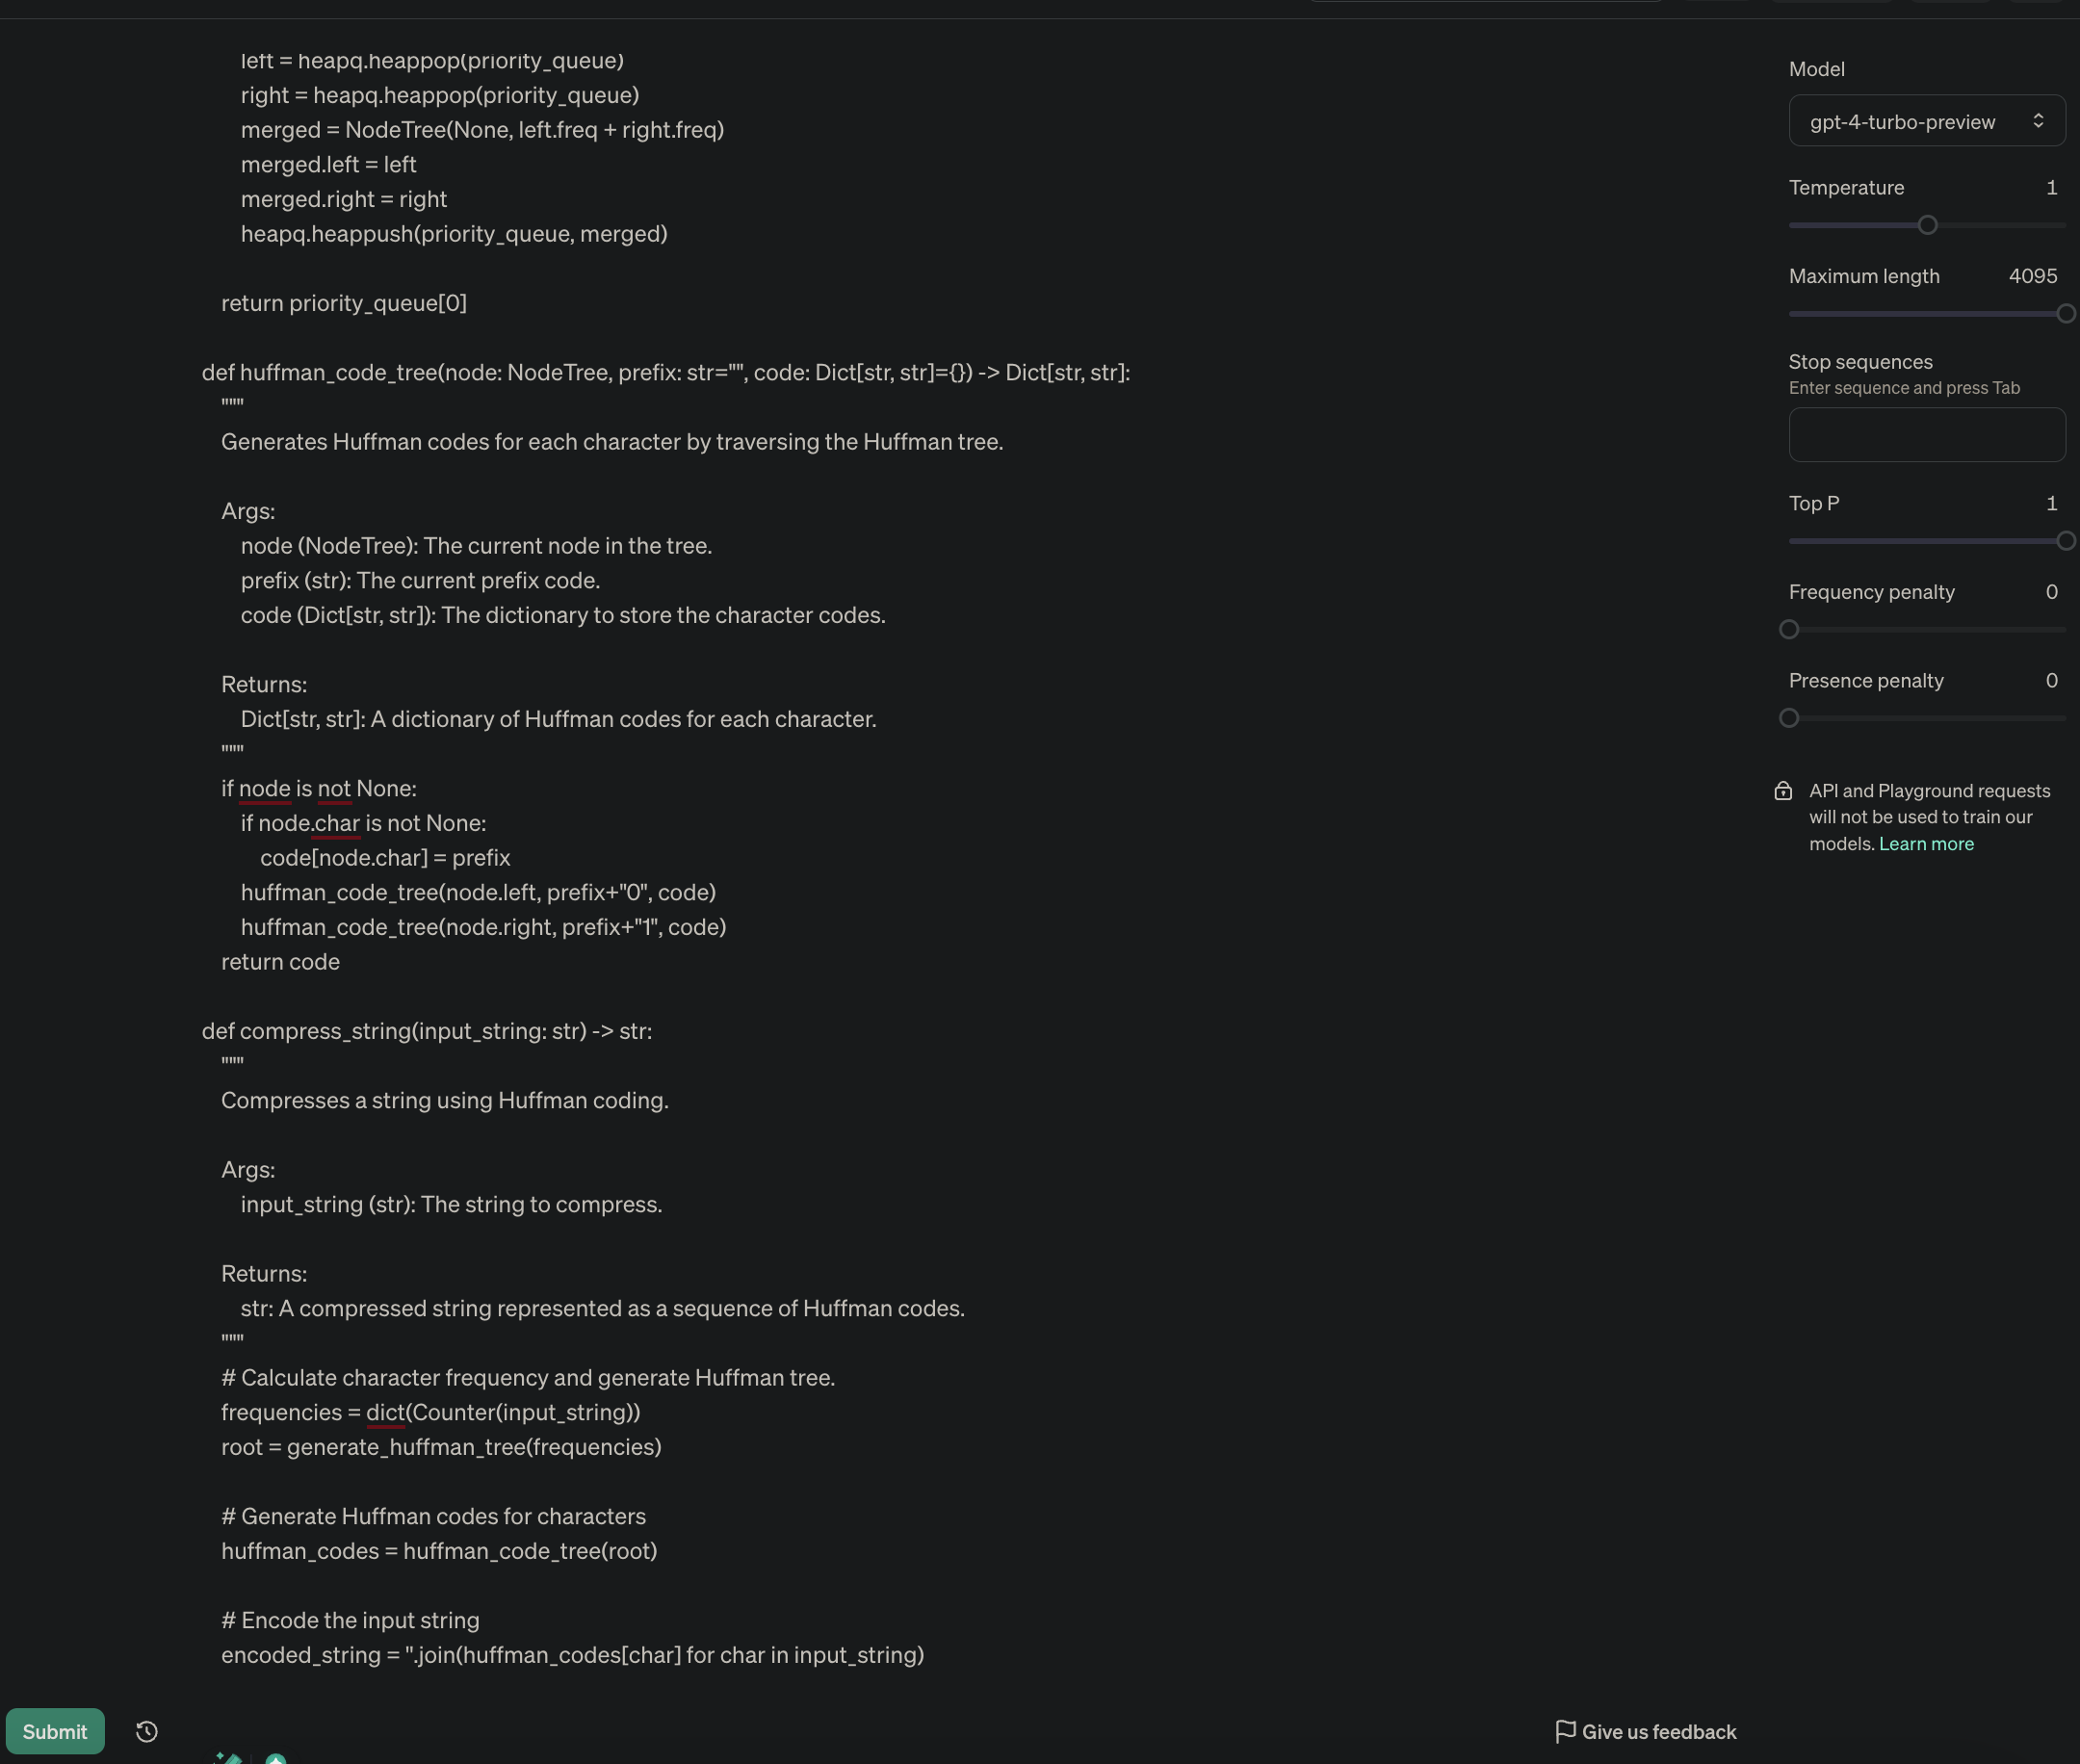 left = heapq.heappop(priority_queue)
right = heapq.heappop(priority_queue)
merged = NodeTree(None, left.freq + right.freq)
merged.left = left
merged.right = right
heapq.heappush(priority_queue, merged)
return priority_queue[0]
def huffman_code_tree(node: NodeTree, prefix: str="", code: Dict[str, str]={}) -> Dict[str, str]:
"""
Generates Huffman codes for each character by traversing the Huffman tree.
Args:
node (NodeTree): The current node in the tree.
prefix (str): The current prefix code.
code (Dict[str, str]): The dictionary to store the character codes.
Returns:
Dict[str, str]: A dictionary of Huffman codes for each character.
"""
if node is not None:
if node.char is not None:
code[node.char] = prefix
huffman_code_tree(node.left, prefix+"0", code)
huffman_code_tree(node.right, prefix+"1", code)
return code
def compress_string(input_string: str) -> str:
"""
Compresses a string using Huffman coding.
Args:
input_string (str): The string to compress.
Returns:
str: A compressed string represented as a sequence of Huffman codes.
"""
# Calculate character frequency and generate Huffman tree.
frequencies = dict(Counter(input_string))
root = generate_huffman_tree(frequencies)
# Generate Huffman codes for characters
huffman_codes = huffman_code_tree(root)
# Encode the input string
encoded_string = ''.join(huffman_codes[char] for char in input_string)
Submit
Give us feedback
Model
gpt-4-turbo-preview
Temperature 1
Maximum length 4095
Stop sequences
Enter sequence and press Tab
Top P 1
Frequency penalty 0
Presence penalty 0
API and Playground requests
will not be used to train our
models. Learn more